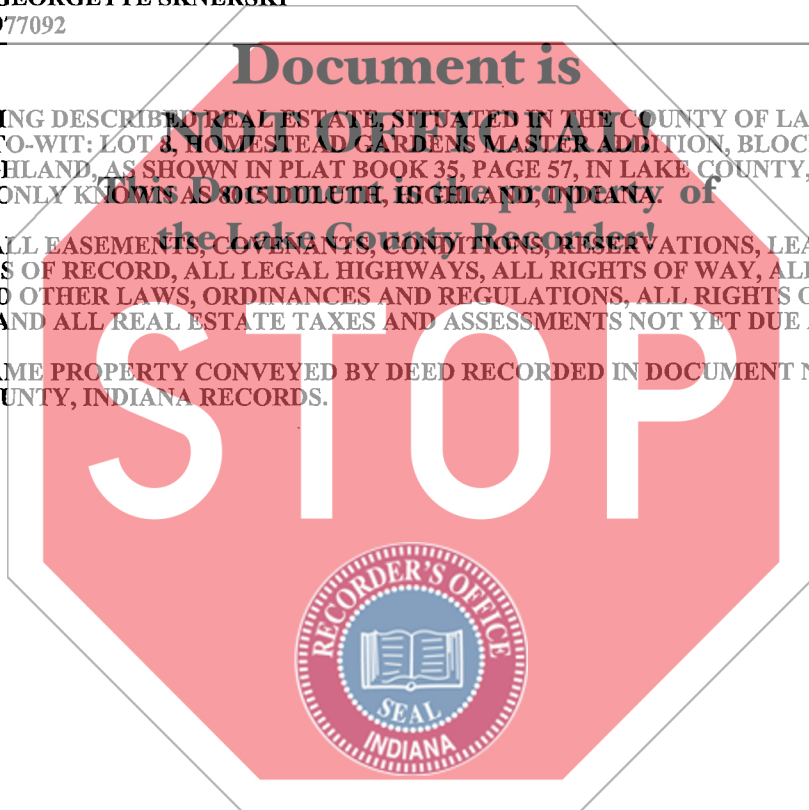 GEORGETTE SKNERSKI
977092
Document is
NOT OFFICIAL!
This Document is the property of
the Lake County Recorder!
ING DESCRIBED REAL ESTATE, SITUATED IN THE COUNTY OF LA
TO-WIT: LOT 8, HOMESTEAD GARDENS MASTER ADDITION, BLOC
HLAND, AS SHOWN IN PLAT BOOK 35, PAGE 57, IN LAKE COUNTY,
ONLY KNOWN AS 8015 DULUTH, HIGHLAND, INDIANA.
ALL EASEMENTS, COVENANTS, CONDITIONS, RESERVATIONS, LEA
S OF RECORD, ALL LEGAL HIGHWAYS, ALL RIGHTS OF WAY, ALL
D OTHER LAWS, ORDINANCES AND REGULATIONS, ALL RIGHTS O
AND ALL REAL ESTATE TAXES AND ASSESSMENTS NOT YET DUE
AME PROPERTY CONVEYED BY DEED RECORDED IN DOCUMENT N
UNTY, INDIANA RECORDS.
STOP
RECORDER'S OFFICE
SEAL
INDIANA